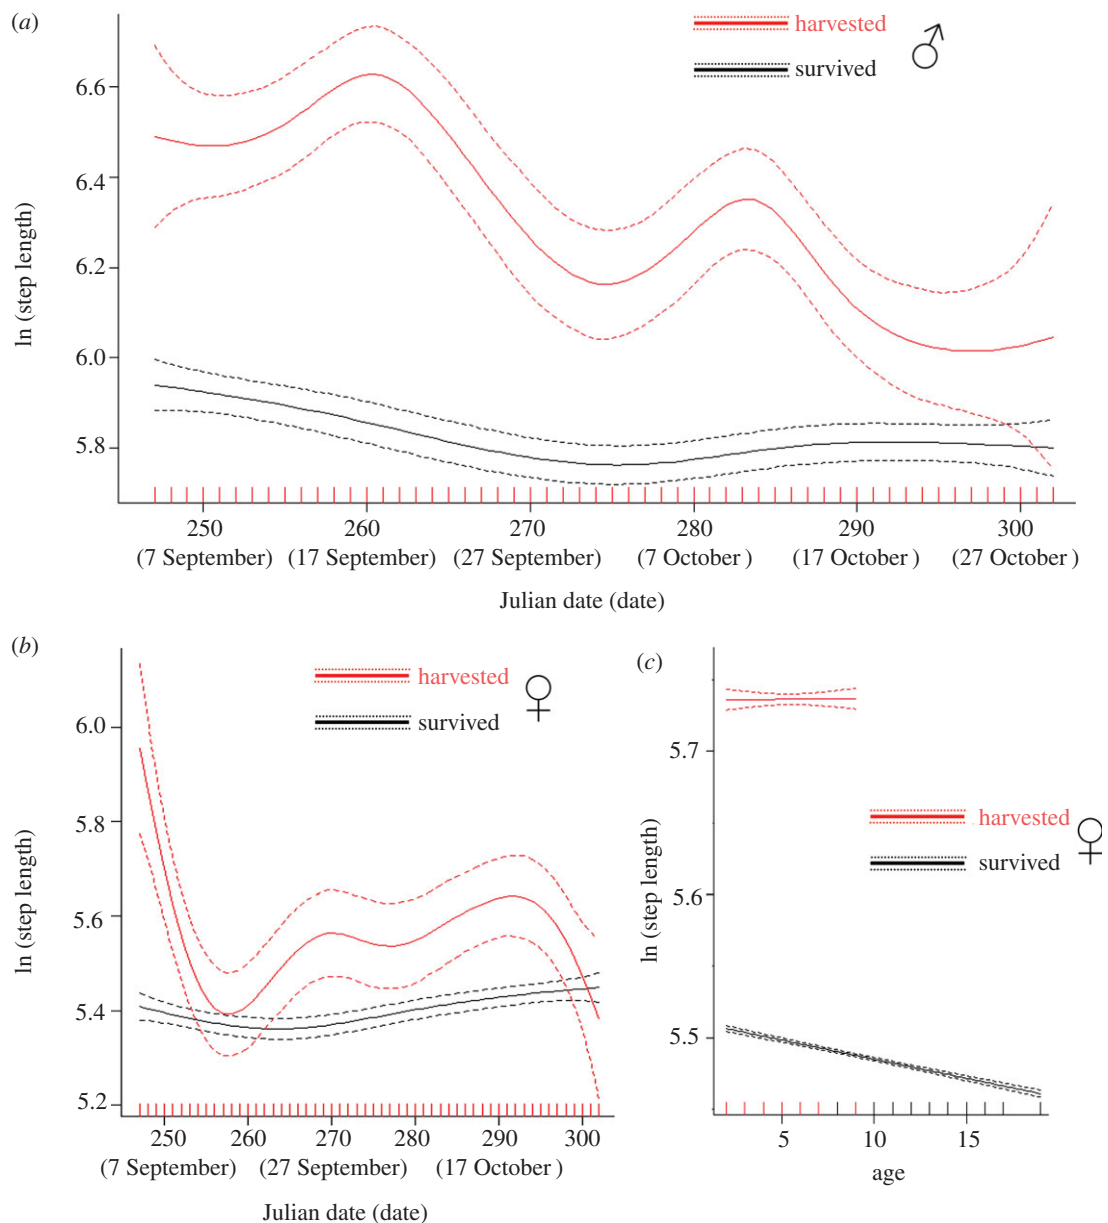 (a)
harvested
♂
survived
6.6
6.4
6.2
6.0
5.8
ln (step length)
250 260 270 280 290 300
(7 September) (17 September) (27 September) (7 October ) (17 October ) (27 October )
Julian date (date)
(b)
harvested
♀
survived
6.0
5.8
5.6
5.4
5.2
ln (step length)
250 260 270 280 290 300
(7 September) (27 September) (17 October )
Julian date (date)
(c)
5.7
5.6
5.5
ln (step length)
harvested
♀
survived
5 10 15
age